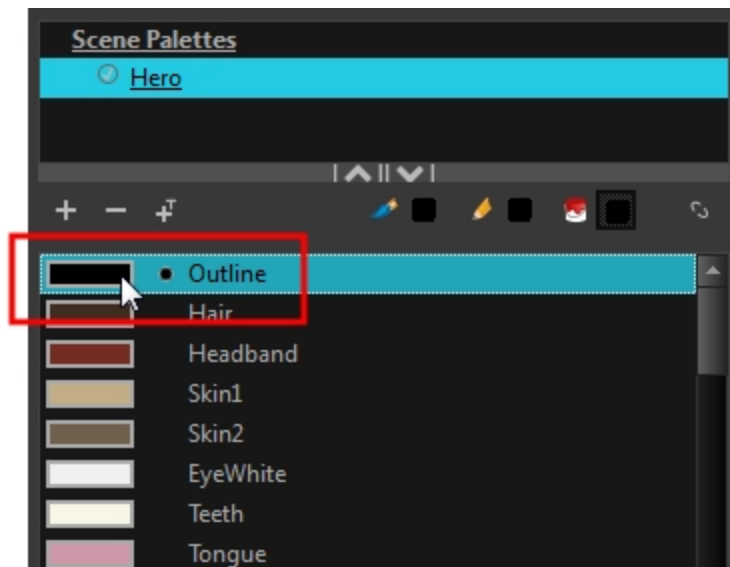 Scene Palettes
Hero
Outline
Hair
Headband
Skin1
Skin2
EyeWhite
Teeth
Tongue